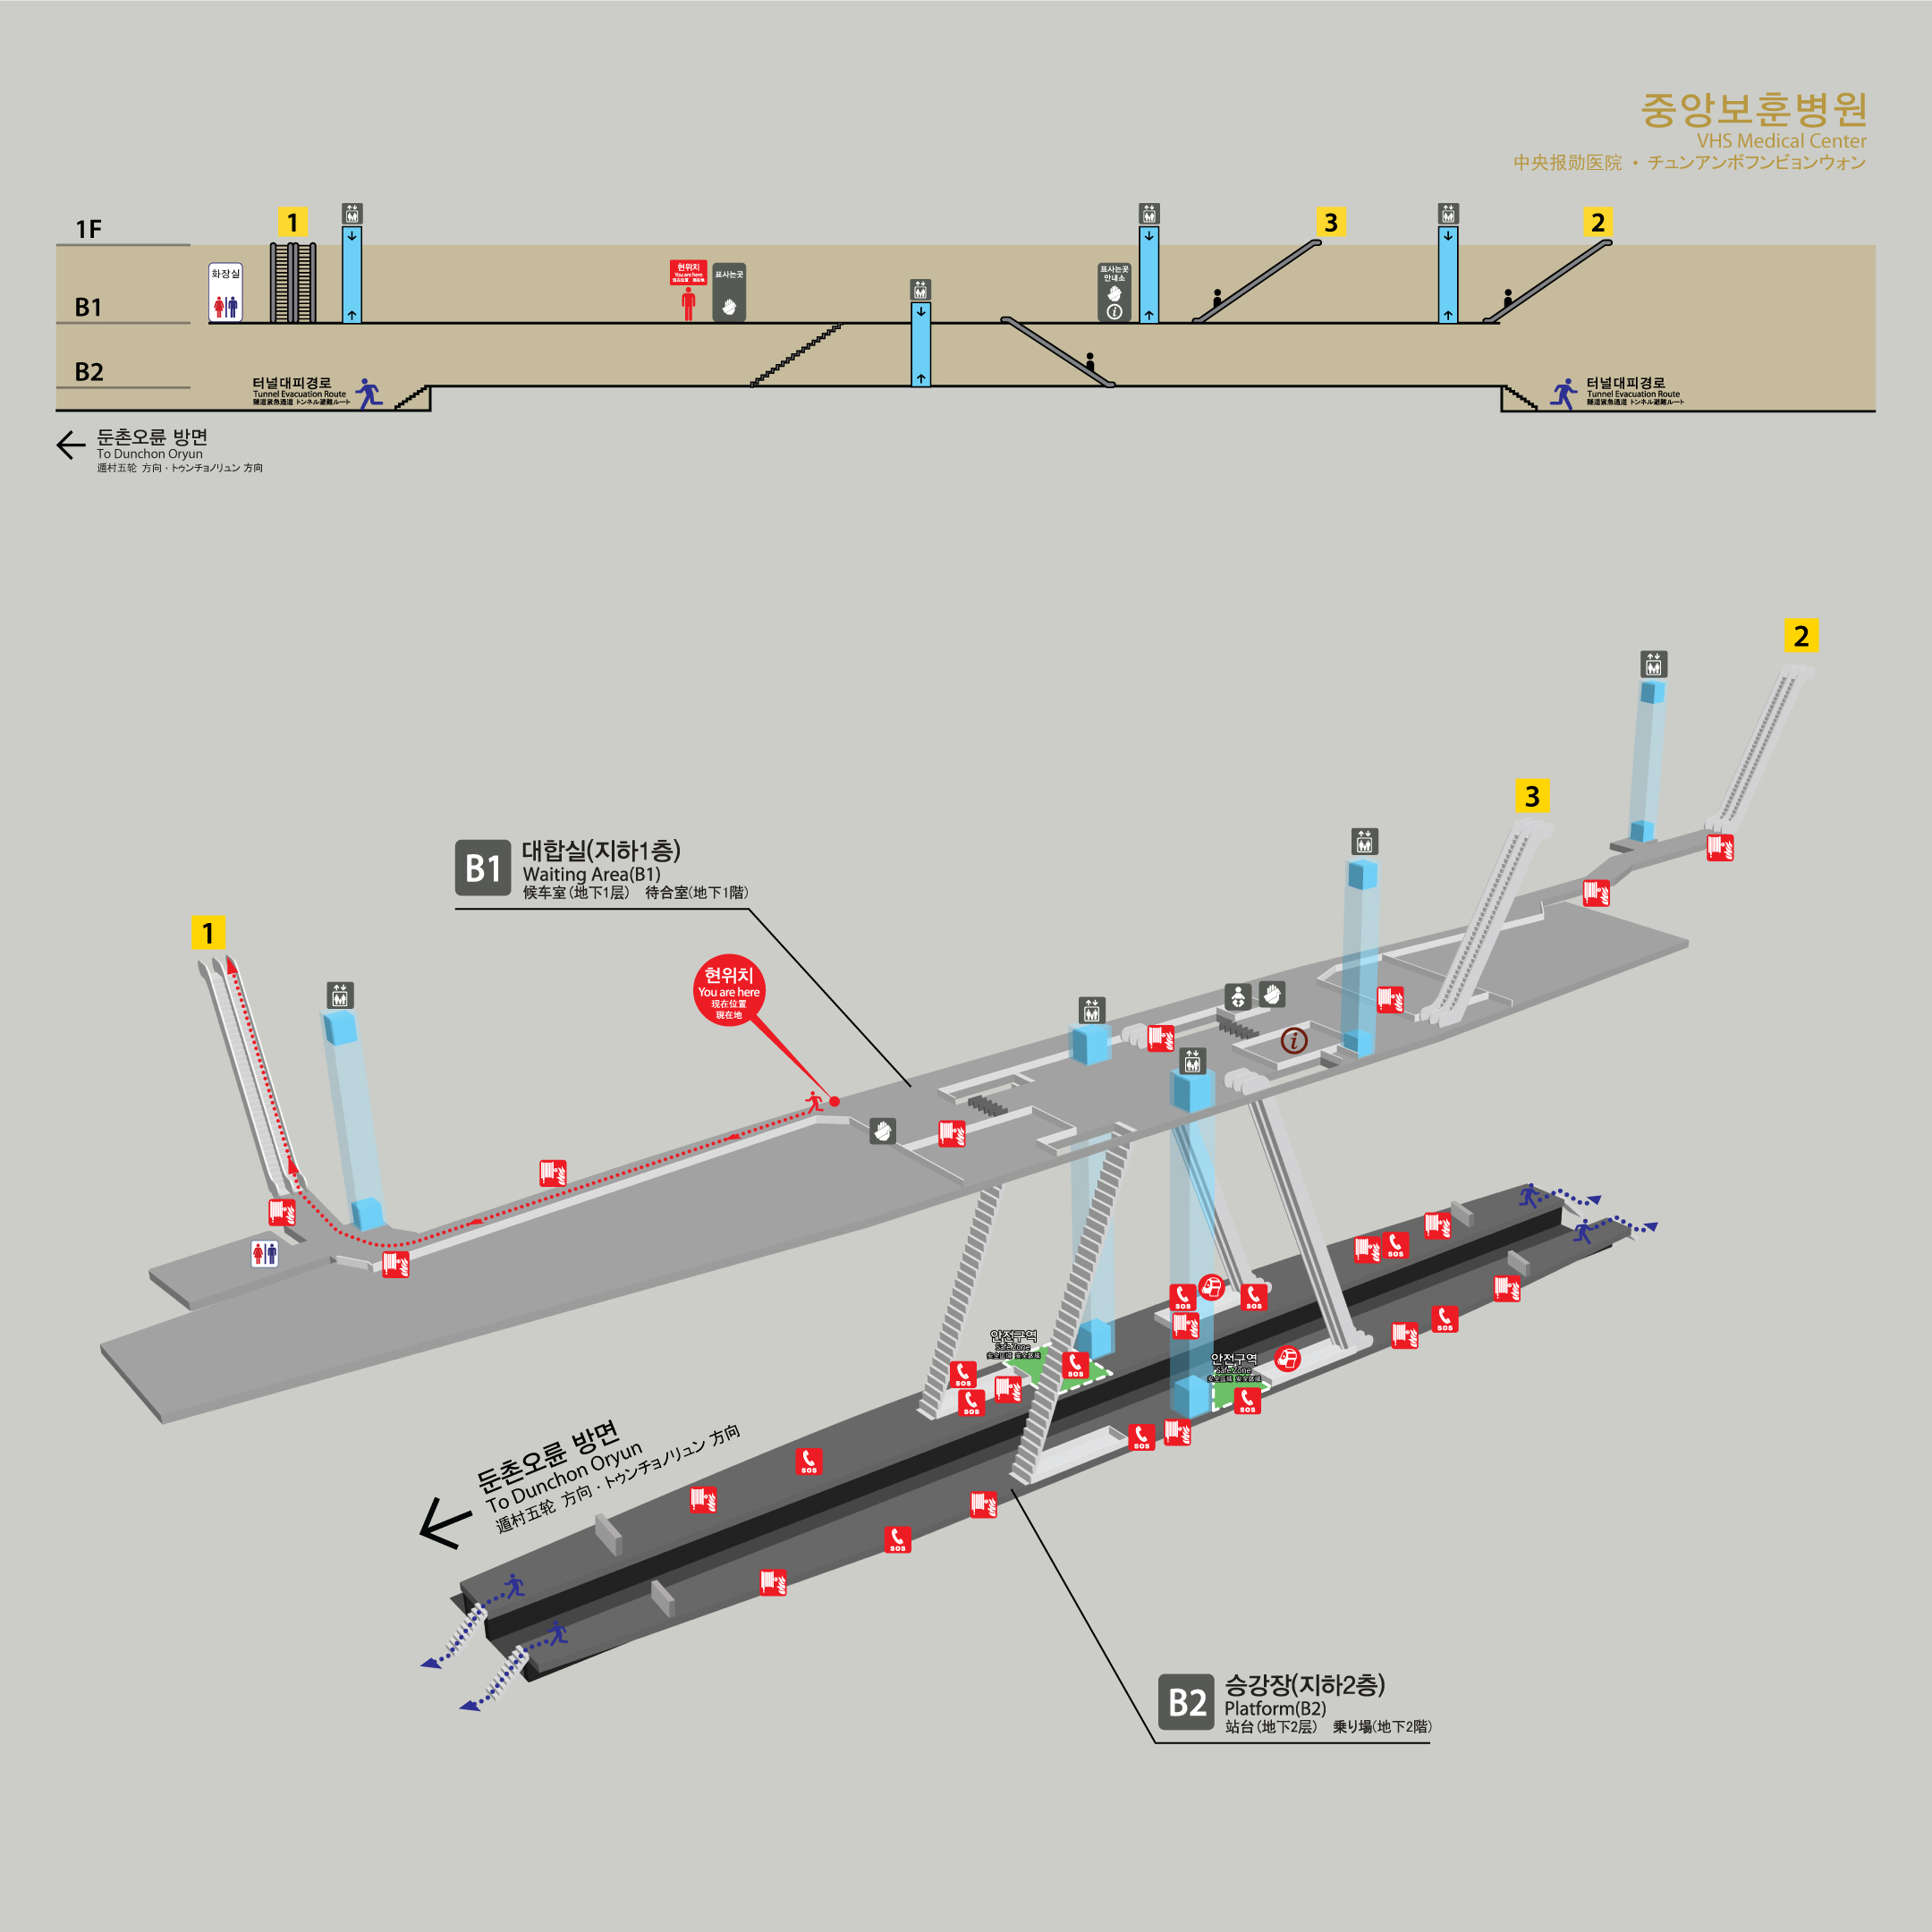 중앙보훈병원
VHS Medical Center
中央报勋医院 • チュンアンボフンビョンウォン
1F
B1
B2
화장실
1
현위치
You are here
표사는곳
표사는곳
안내소
3
2
터널대피경로
Tunnel Evacuation Route
隧道紧急通道 トンネル避難ルート
터널대피경로
Tunnel Evacuation Route
隧道紧急通道 トンネル避難ルート
둔촌오륜 방면
To Dunchon Oryun
遁村五轮 方向 · トゥンチョノリュン 方向
2
3
B1
대합실(지하1층)
Waiting Area(B1)
候车室(地下1层) 待合室(地下1階)
1
현위치
You are here
现在位置
現在地
안전구역
Safe Zone
안전구역
Safe Zone
SOS
SOS
SOS
SOS
SOS
SOS
SOS
SOS
SOS
SOS
SOS
둔촌오륜 방면
To Dunchon Oryun
遁村五轮 方向 · トゥンチョノリュン 方向
B2
승강장(지하2층)
Platform(B2)
站台(地下2层) 乗り場(地下2階)